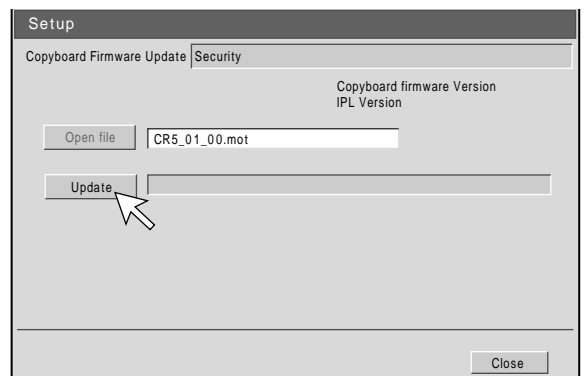 Setup
Copyboard Firmware Update Security
Copyboard firmware Version
IPL Version
Open file CR5_01_00.mot
Update
Close